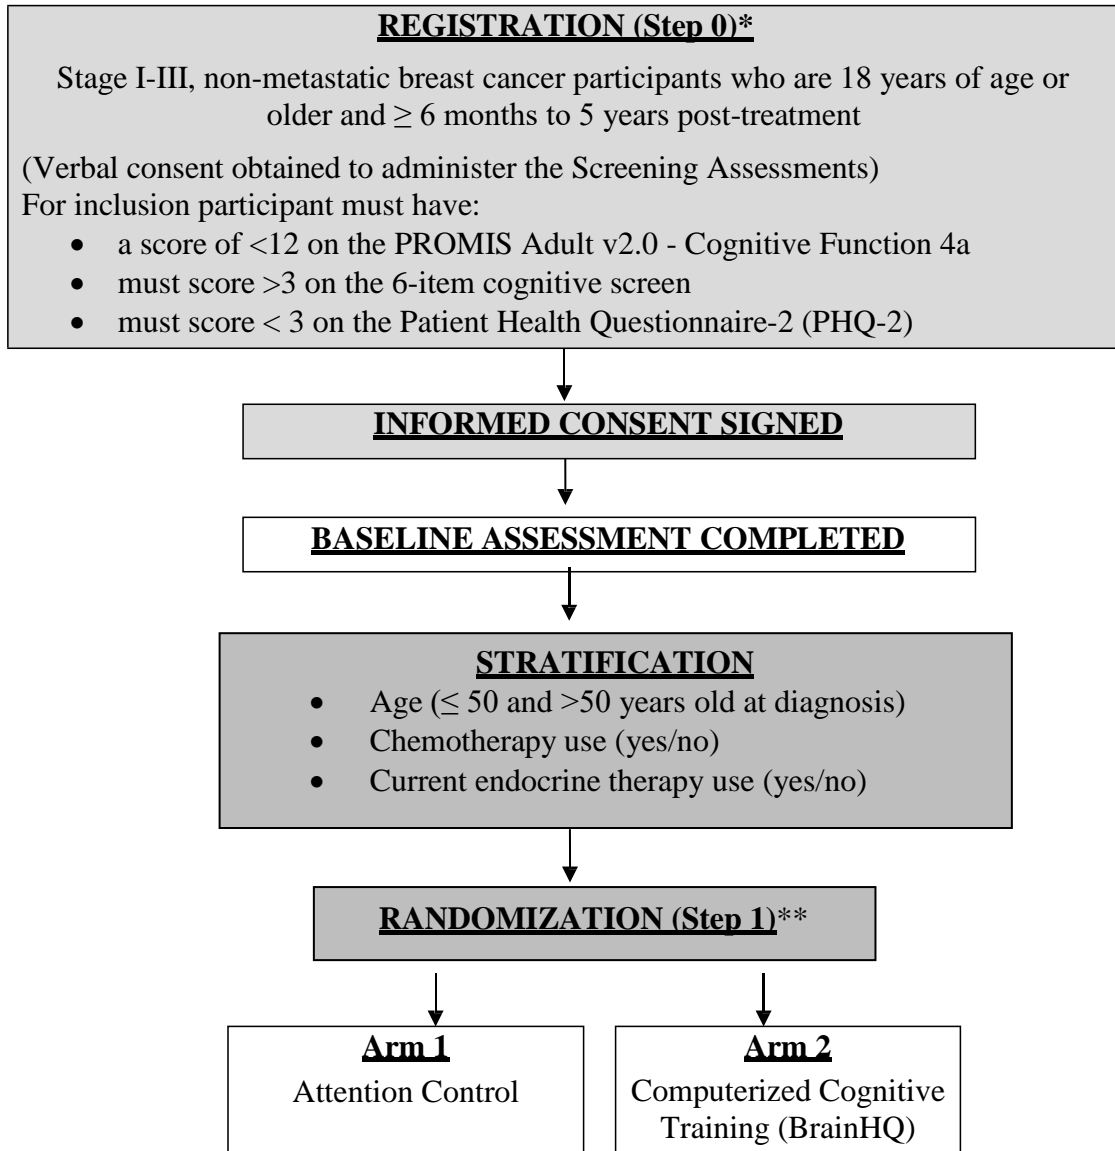 REGISTRATION (Step 0)*
Stage I-III, non-metastatic breast cancer participants who are 18 years of age or
older and ≥ 6 months to 5 years post-treatment
(Verbal consent obtained to administer the Screening Assessments)
For inclusion participant must have:
• a score of <12 on the PROMIS Adult v2.0 - Cognitive Function 4a
• must score >3 on the 6-item cognitive screen
• must score < 3 on the Patient Health Questionnaire-2 (PHQ-2)
INFORMED CONSENT SIGNED
BASELINE ASSESSMENT COMPLETED
STRATIFICATION
• Age (≤ 50 and >50 years old at diagnosis)
• Chemotherapy use (yes/no)
• Current endocrine therapy use (yes/no)
RANDOMIZATION (Step 1)**
Arm 1
Attention Control
Arm 2
Computerized Cognitive
Training (BrainHQ)